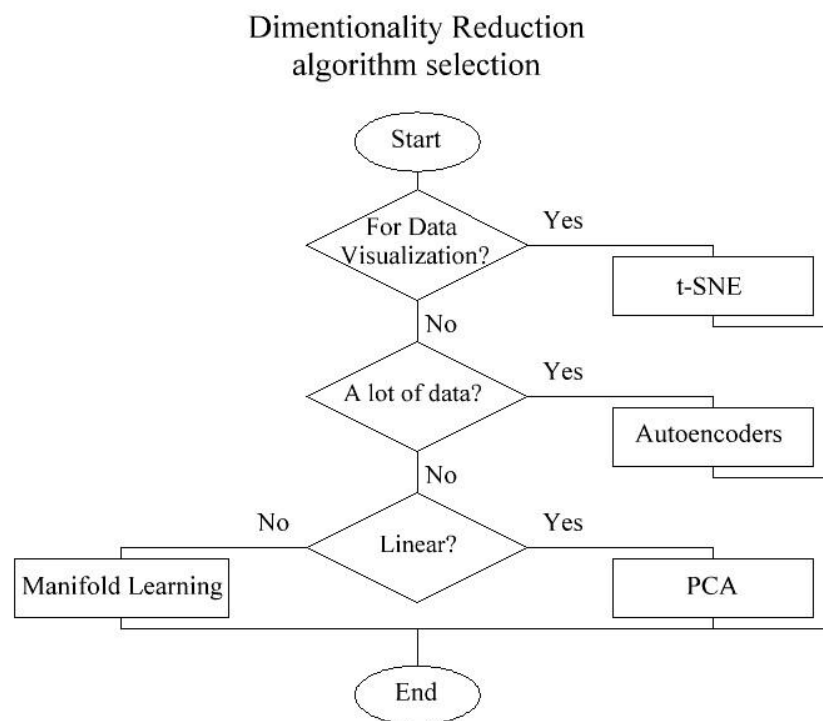 Dimentionality Reduction
algorithm selection
Start
For Data
Visualization?
Yes
t-SNE
No
A lot of data?
Yes
Autoencoders
No
No
Linear?
Yes
Manifold Learning
PCA
End